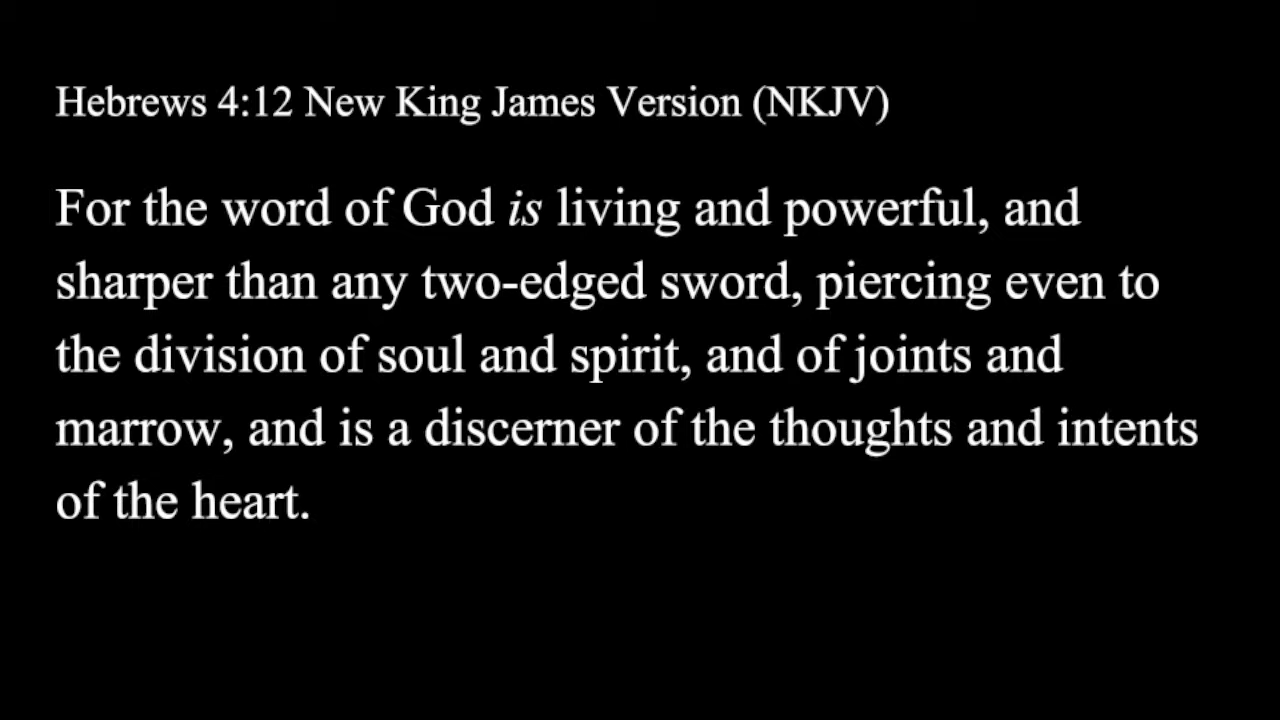 Hebrews 4:12 New King James Version (NKJV)
For the word of God is living and powerful, and
sharper than any two-edged sword, piercing even to
the division of soul and spirit, and of joints and
marrow, and is a discerner of the thoughts and intents
of the heart.